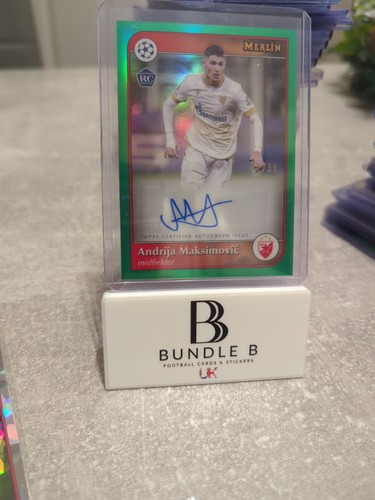 MERLIN
RC
TOPPS CERTIFIED AUTOGRAPH ISSUE
Andrija Maksimović
midfielder
B
BUNDLE B
FOOTBALL CARDS & STICKERS
UK